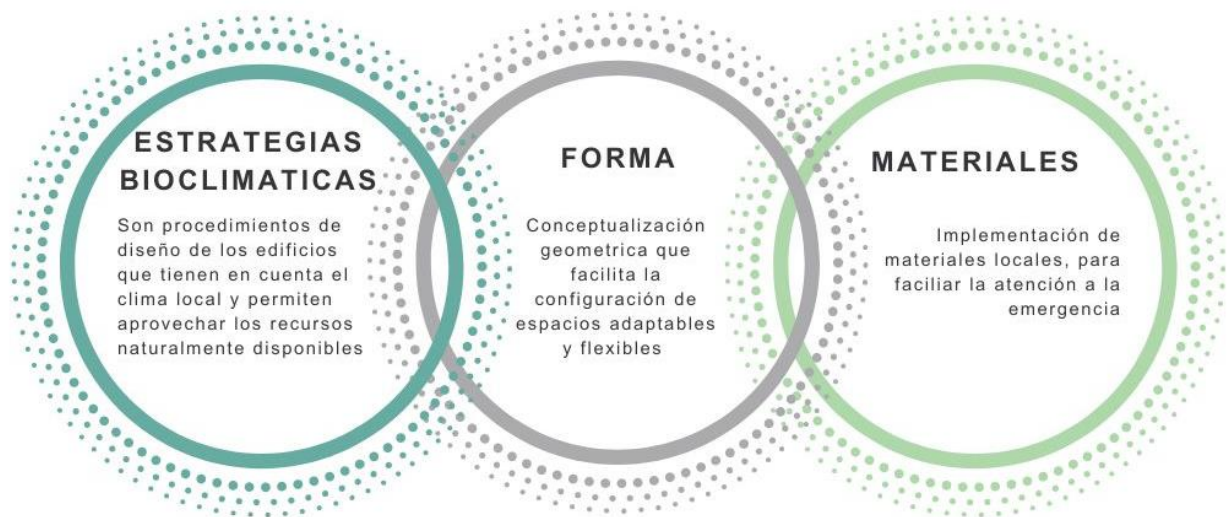 ESTRATEGIAS
BIOCLIMATICAS
Son procedimientos de
diseño de los edificios
que tienen en cuenta el
clima local y permiten
aprovechar los recursos
naturalmente disponibles
FORMA
Conceptualización
geometrica que
facilita la
configuración de
espacios adaptables
y flexibles
MATERIALES
Implementación de
materiales locales, para
faciliar la atención a la
emergencia